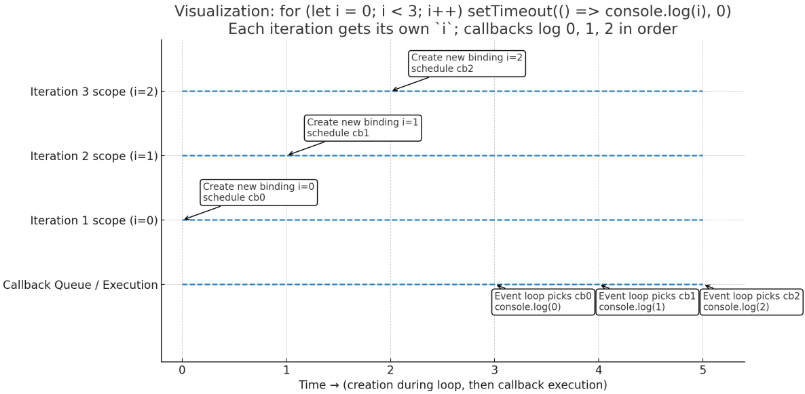 Visualization: for (let i = 0; i < 3; i++) setTimeout(() => console.log(i), 0)
Each iteration gets its own `i`; callbacks log 0, 1, 2 in order
Create new binding i=2
schedule cb2
Iteration 3 scope (i=2)
Create new binding i=1
schedule cb1
Iteration 2 scope (i=1)
Create new binding i=0
schedule cb0
Iteration 1 scope (i=0)
Callback Queue / Execution
Event loop picks cb0
console.log(0)
Event loop picks cb1
console.log(1)
Event loop picks cb2
console.log(2)
0 1 2 3 4 5
Time → (creation during loop, then callback execution)